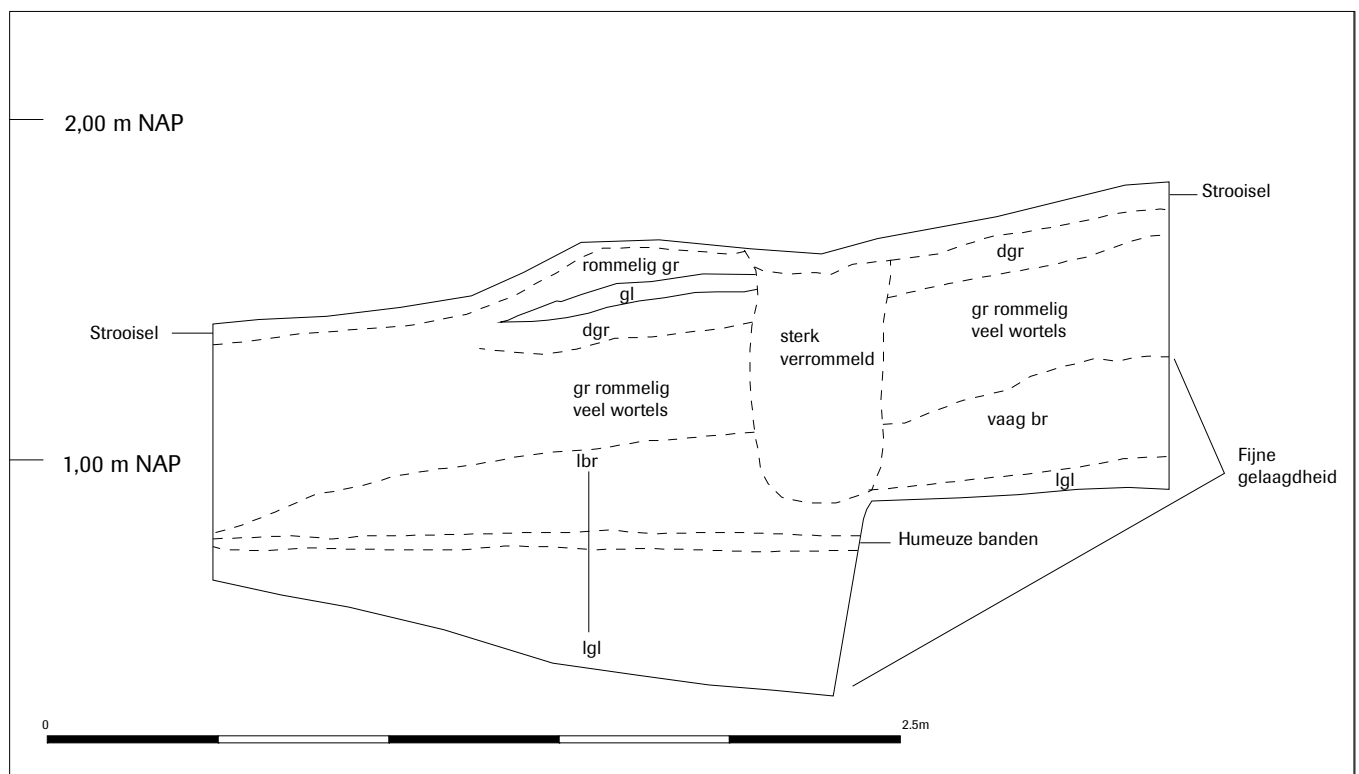 2,00 m NAP
Strooisel
dgr
rommelig gr
gl
gr rommelig
veel wortels
Strooisel
dgr
sterk
verrommeld
gr rommelig
veel wortels
vaag br
1,00 m NAP
lbr
Fijne
gelaagdheid
lgl
Humeuze banden
lgl
0
2.5m